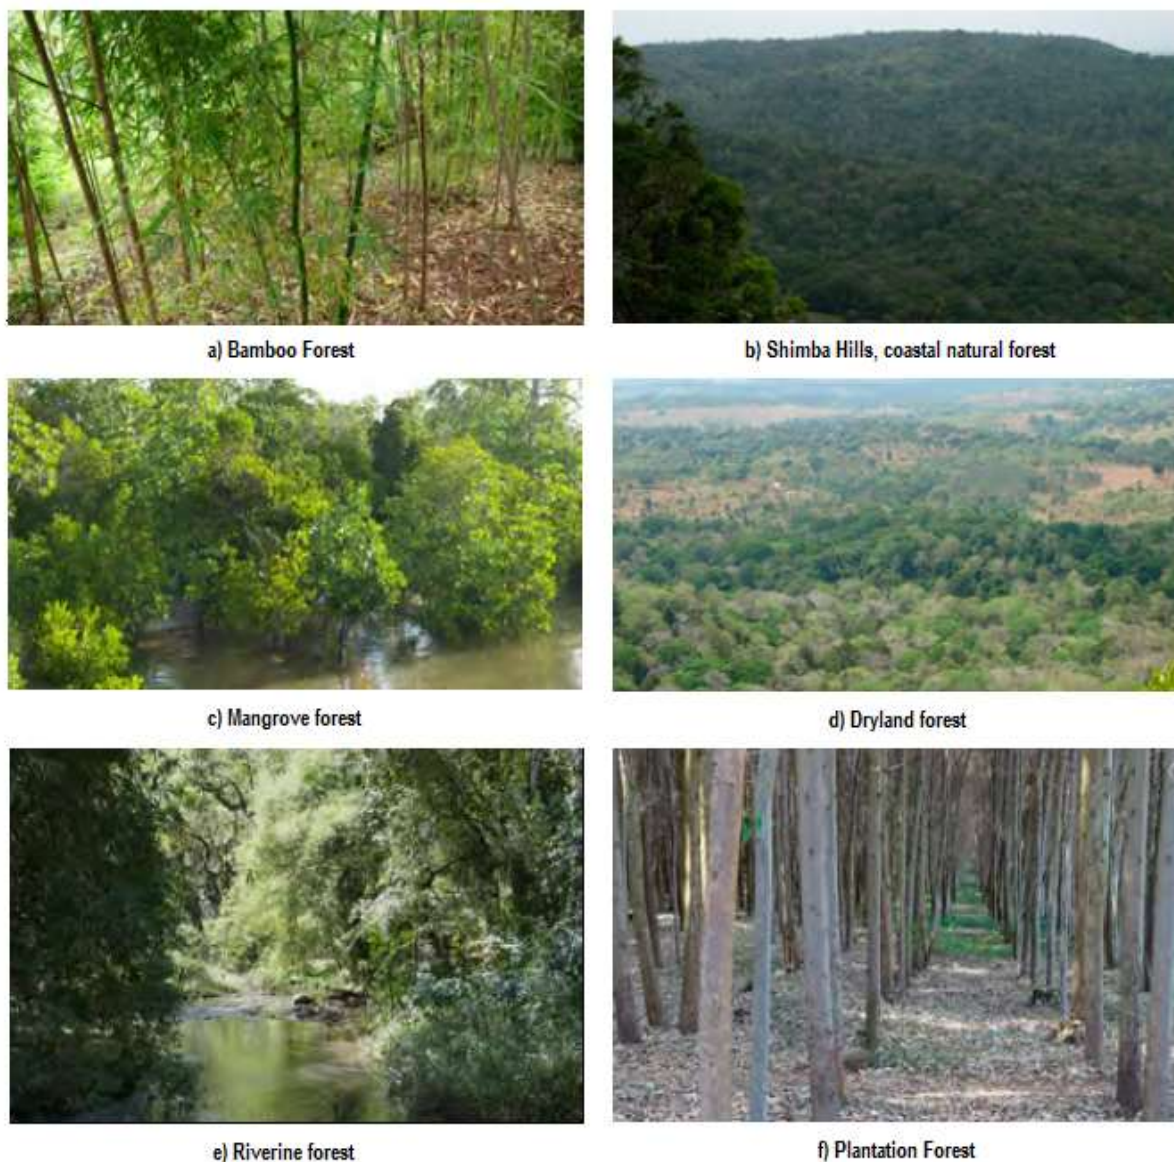 a) Bamboo Forest
b) Shimba Hills, coastal natural forest
c) Mangrove forest
d) Dryland forest
e) Riverine forest
f) Plantation Forest